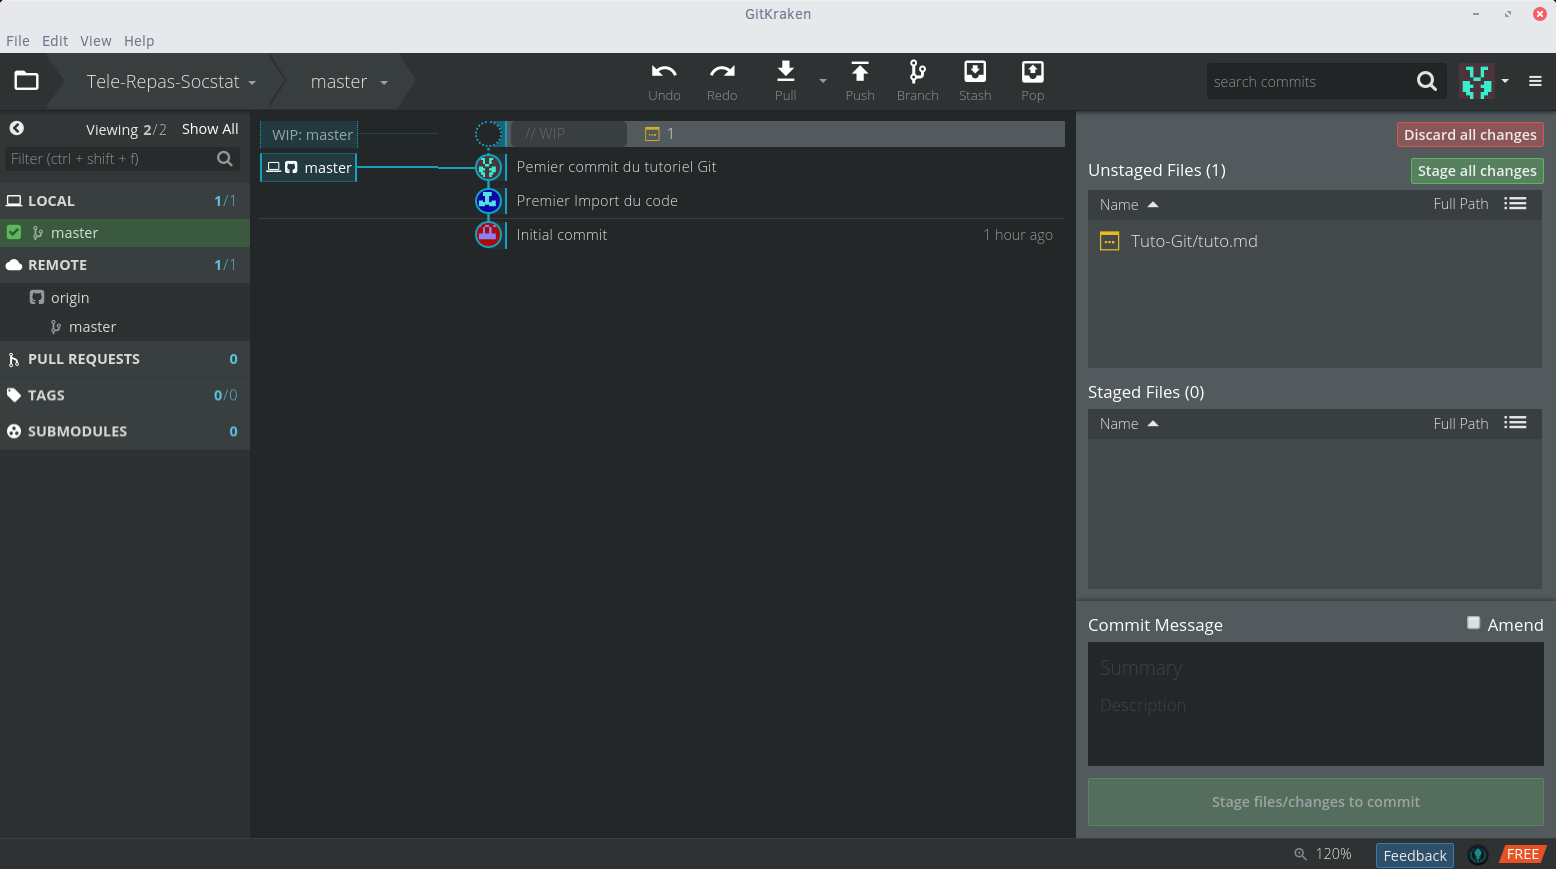 GitKraken
File Edit View Help
Tele-Repas-Socstat master
Undo Redo Pull Push Branch Stash Pop
search commits
Viewing 2/2 Show All
Filter (ctrl + shift + f)
LOCAL 1/1
master
REMOTE 1/1
origin
master
PULL REQUESTS 0
TAGS 0/0
SUBMODULES 0
WIP: master // WIP 1
master Pemier commit du tutoriel Git
Premier Import du code
Initial commit 1 hour ago
Discard all changes
Unstaged Files (1) Stage all changes
Name Full Path
Tuto-Git/tuto.md
Staged Files (0)
Name Full Path
Commit Message Amend
Summary
Description
Stage files/changes to commit
120% Feedback FREE